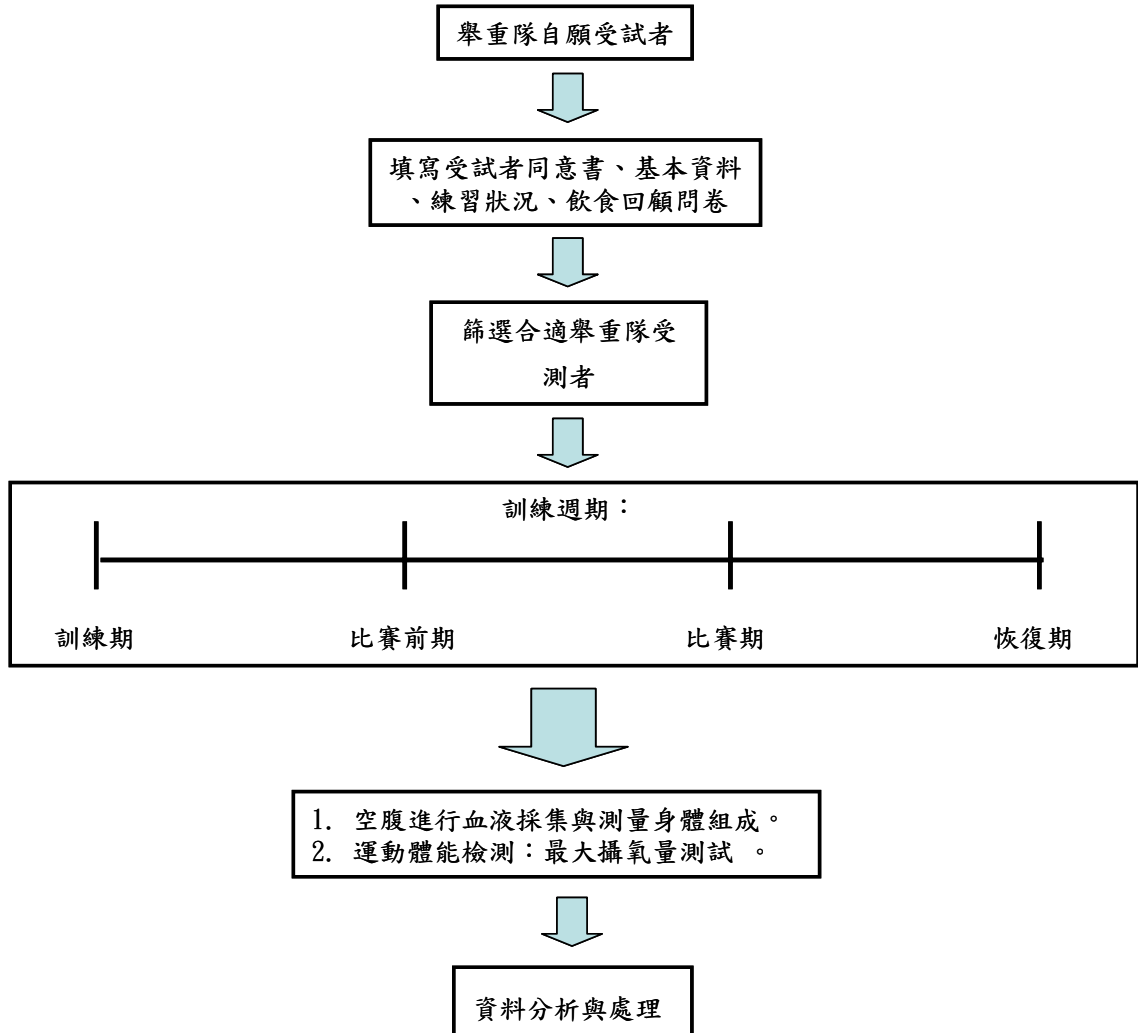 舉重隊自願受試者
填寫受試者同意書、基本資料
、練習狀況、飲食回顧問卷
篩選合適舉重隊受
測者
訓練週期：
訓練期 比賽前期 比賽期 恢復期
1. 空腹進行血液採集與測量身體組成。
2. 運動體能檢測：最大攝氧量測試 。
資料分析與處理